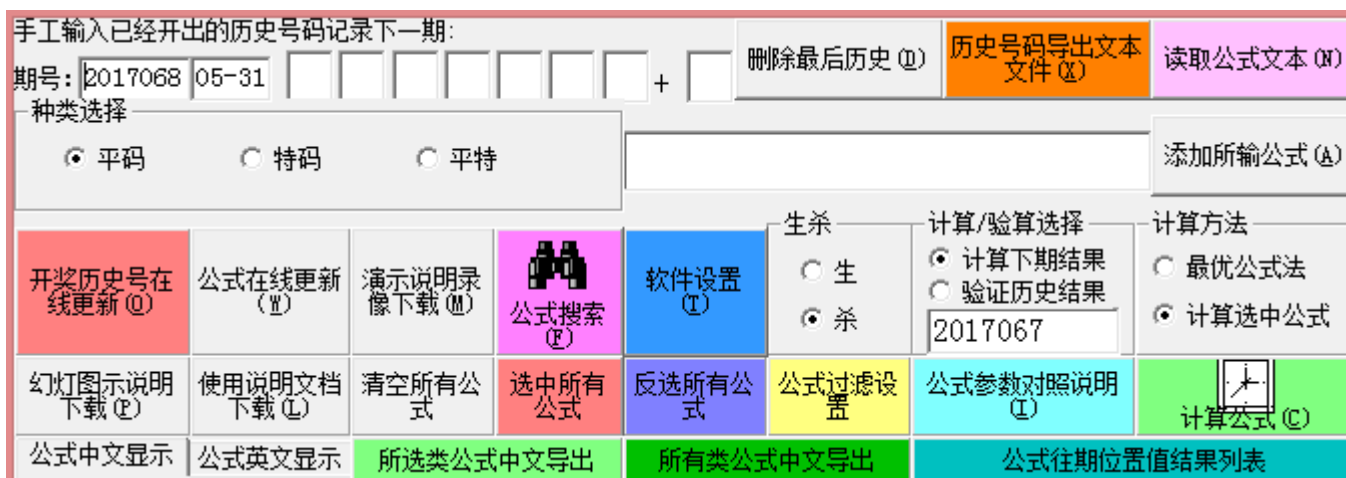 手工输入已经开出的历史号码记录下一期:
期号: 2017068 05-31 +
删除最后历史(D)
历史号码导出文本
文件(X)
读取公式文本(N)
种类选择
平码 特码 平特
添加所输公式(A)
开奖历史号在
线更新(O)
公式在线更新
(W)
演示说明录
像下载(M)
公式搜索
(F)
软件设置
(T)
生杀
生
杀
计算/验算选择
计算下期结果
验证历史结果
2017067
计算方法
最优公式法
计算选中公式
幻灯图示说明
下载(P)
使用说明文档
下载(L)
清空所有公
式
选中所有
公式
反选所有公
式
公式过滤设
置
公式参数对照说明
(I)
计算公式(C)
公式中文显示
公式英文显示
所选类公式中文导出
所有类公式中文导出
公式往期位置值结果列表